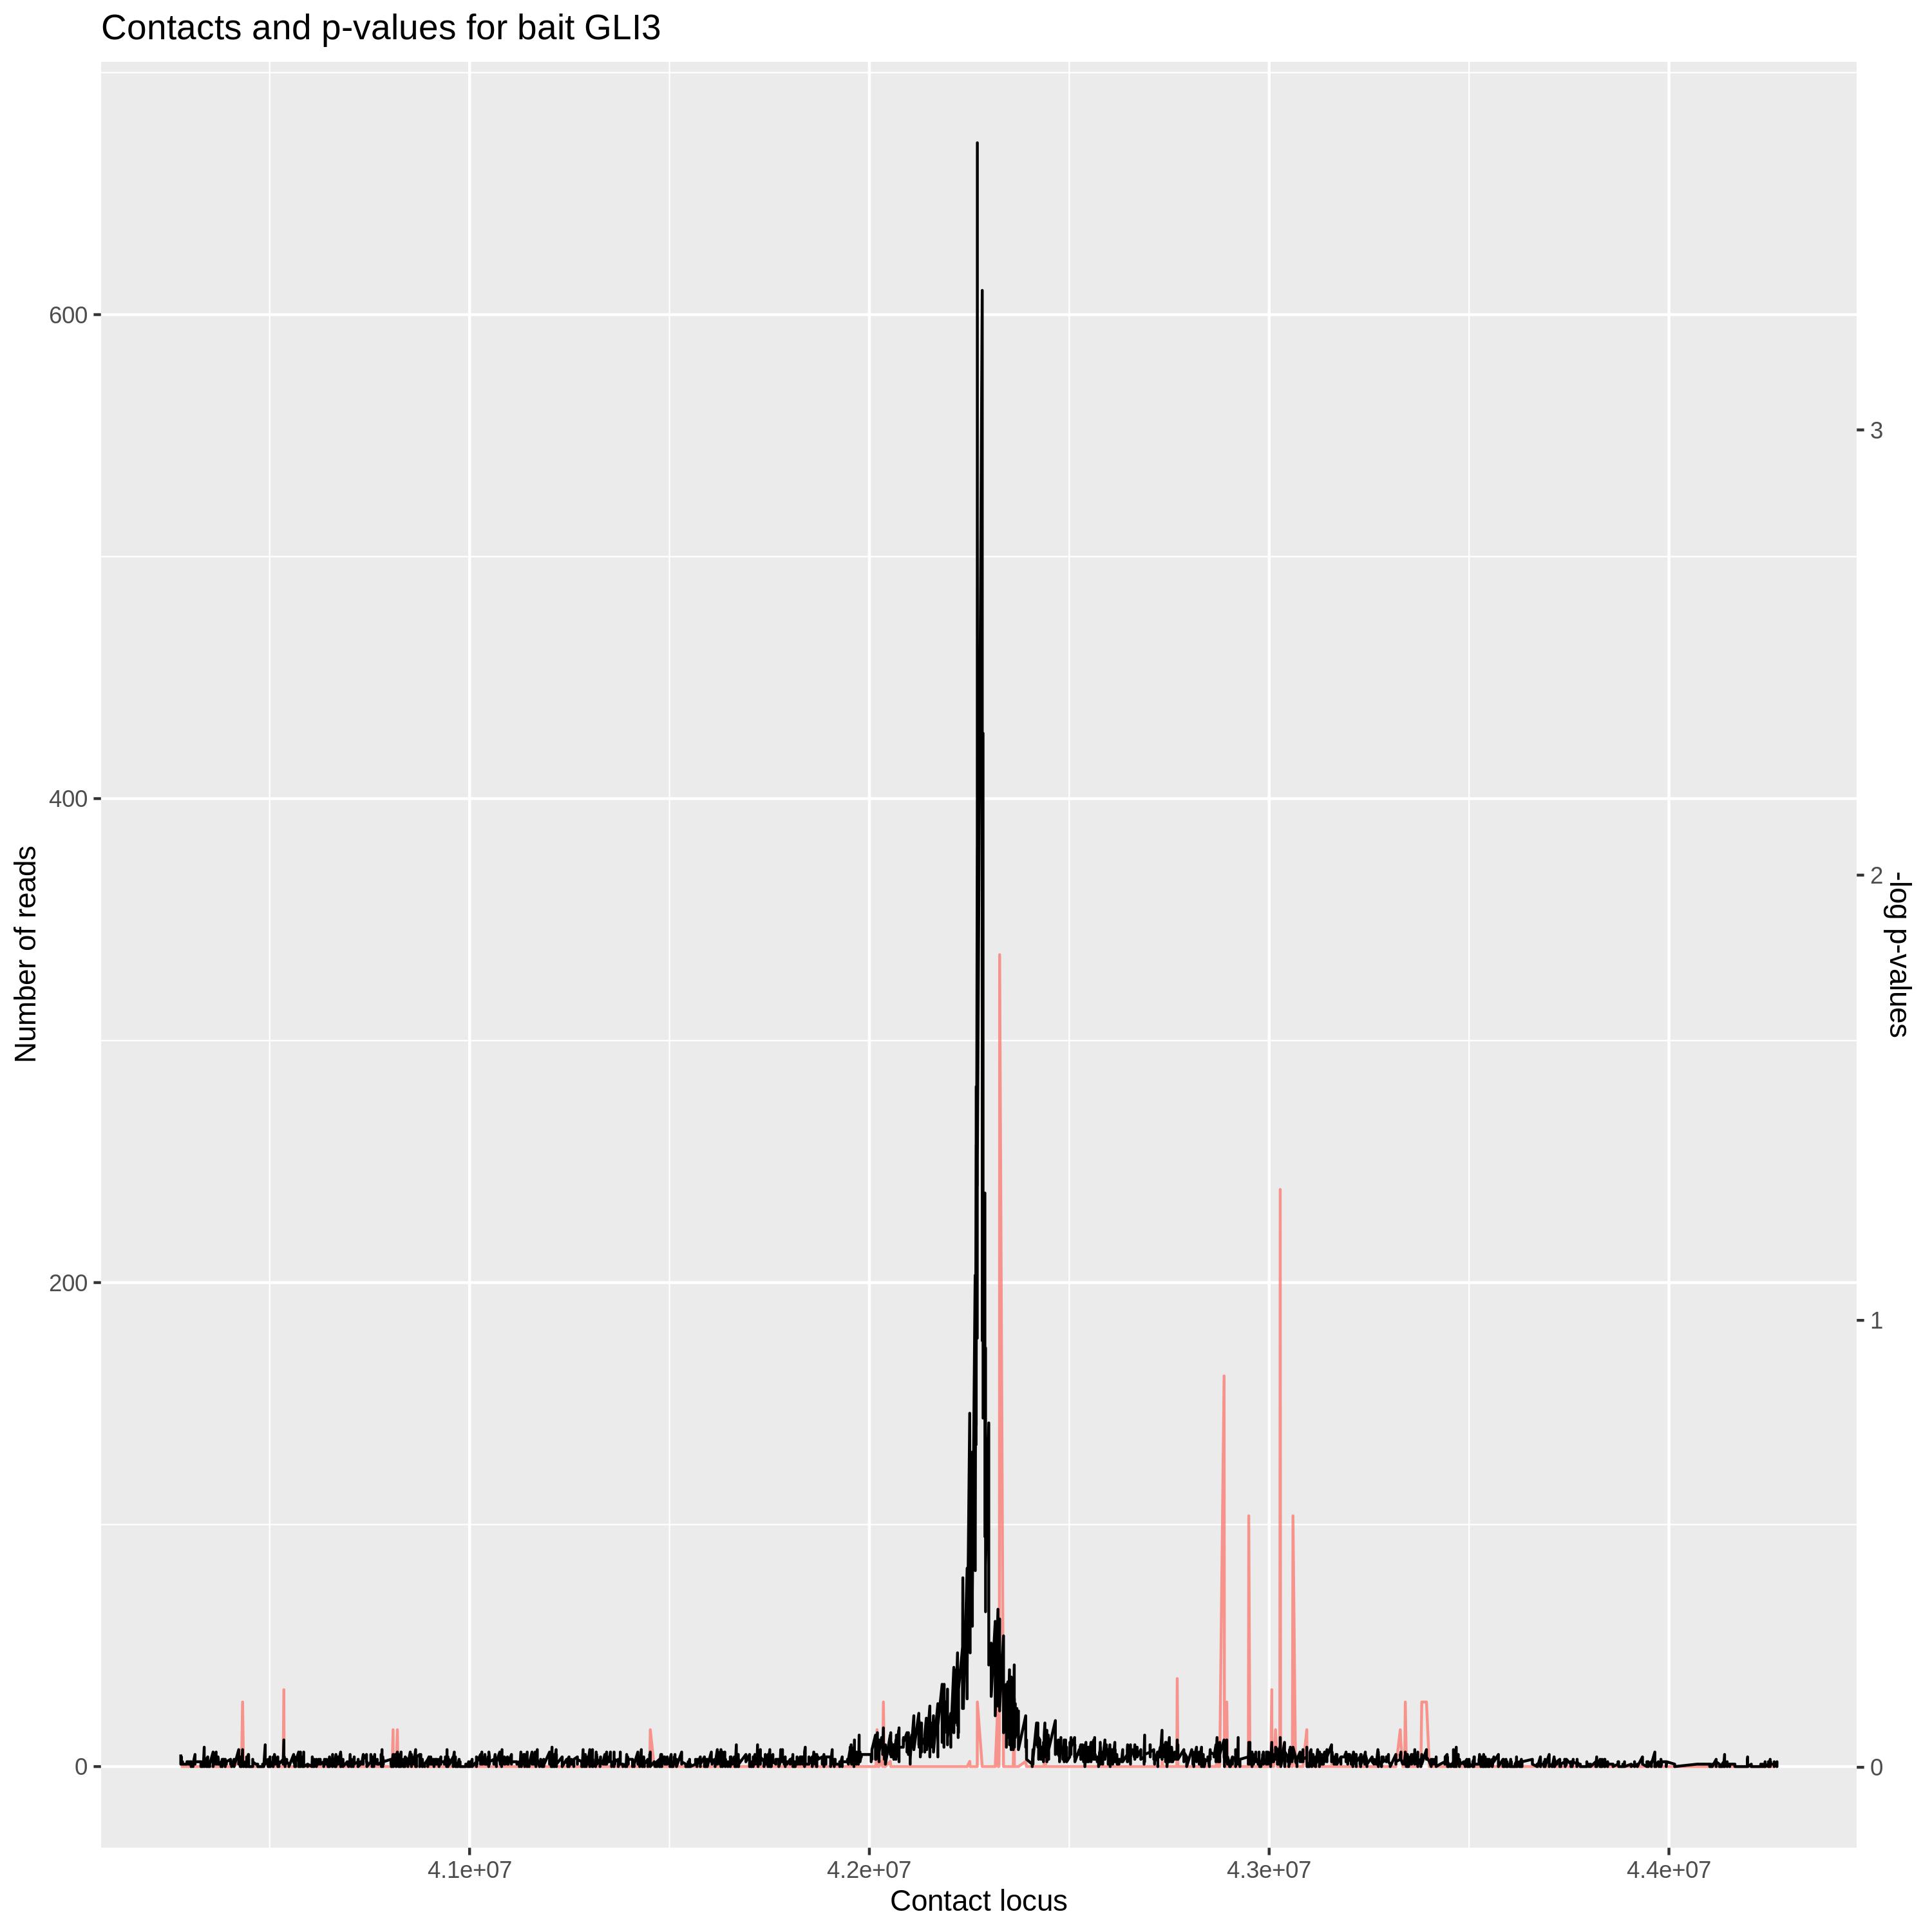 Contacts and p-values for bait GLI3
Number of reads
600
400
200
0
3
2
1
0
-log p-values
4.1e+07
4.2e+07
4.3e+07
4.4e+07
Contact locus